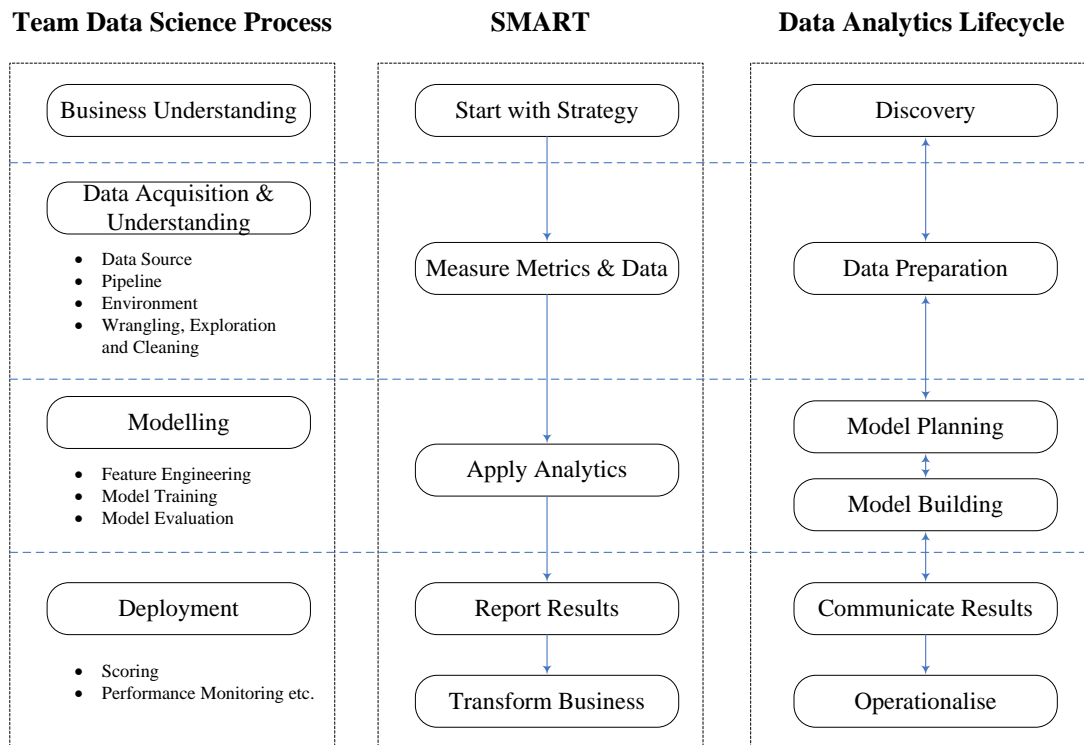 Team Data Science Process
SMART
Data Analytics Lifecycle
Business Understanding
Start with Strategy
Discovery
Data Acquisition &
Understanding
• Data Source
• Pipeline
• Environment
• Wrangling, Exploration
and Cleaning
Measure Metrics & Data
Data Preparation
Modelling
• Feature Engineering
• Model Training
• Model Evaluation
Apply Analytics
Model Planning
Model Building
Deployment
• Scoring
• Performance Monitoring etc.
Report Results
Transform Business
Communicate Results
Operationalise